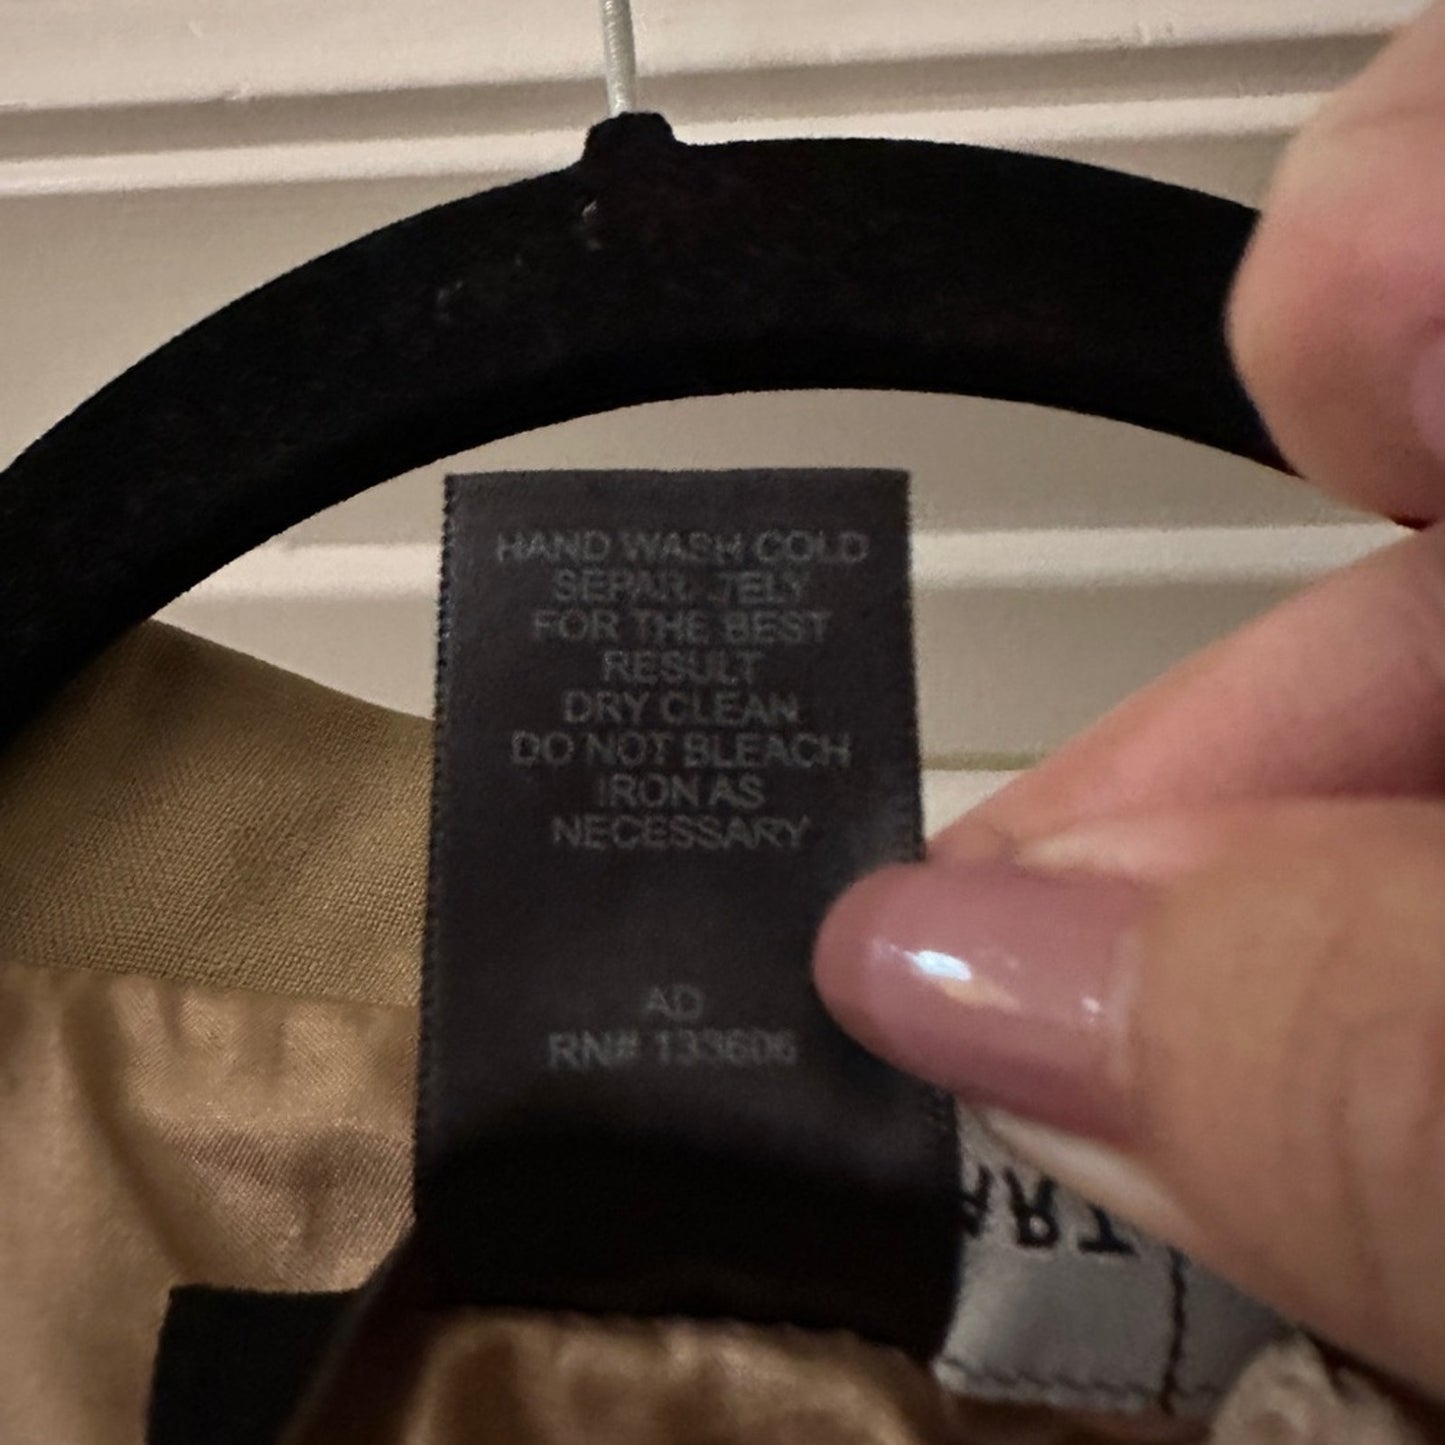 HAND WASH COLD
SEPARATELY
FOR THE BEST
RESULT
DRY CLEAN
DO NOT BLEACH
IRON AS
NECESSARY
AD
RN# 133606
ART